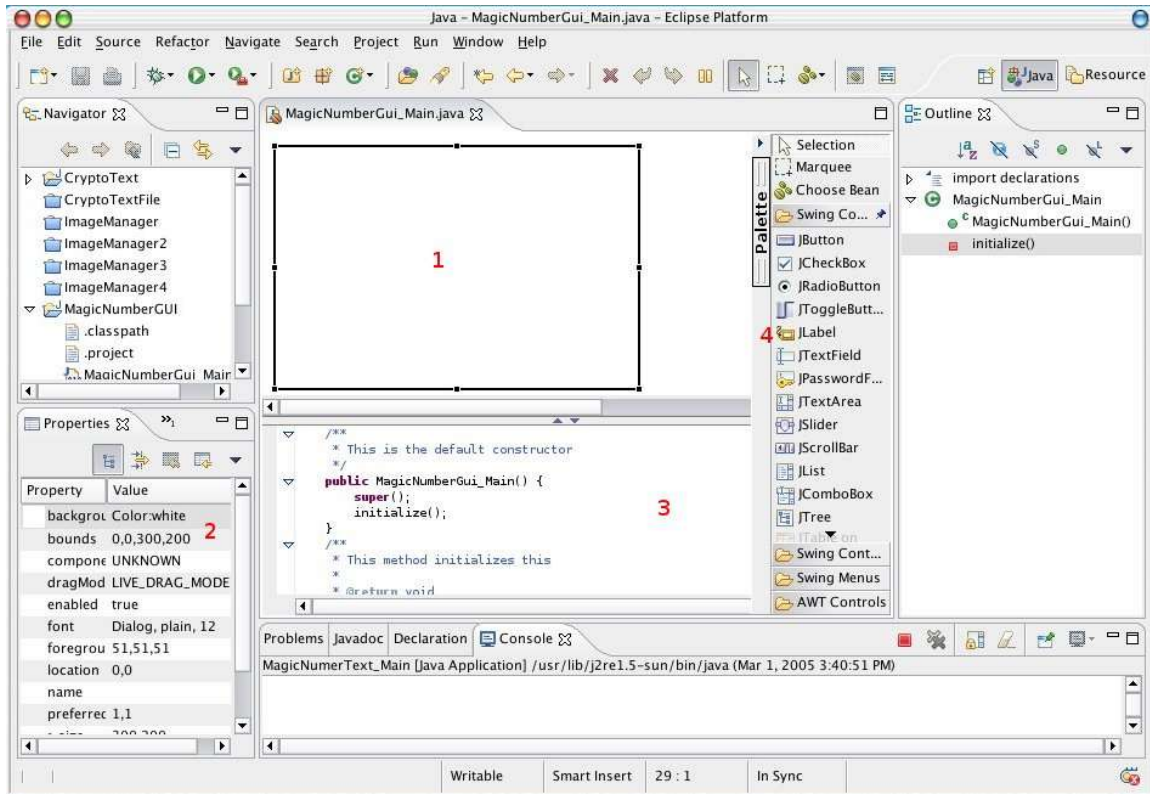 Java - MagicNumberGui_Main.java - Eclipse Platform
File Edit Source Refactor Navigate Search Project Run Window Help
Java Resource
Navigator
CryptoText
CryptoTextFile
ImageManager
ImageManager2
ImageManager3
ImageManager4
MagicNumberGUI
.classpath
.project
MagicNumberGui_Main
Properties
1
Property Value
backgrou Color:white
bounds 0,0,300,200
2
compone UNKNOWN
dragMod LIVE_DRAG_MODE
enabled true
font Dialog, plain, 12
foregrou 51,51,51
location 0,0
name
preferrec 1,1
MagicNumberGui_Main.java
1
Palette
Selection
Marquee
Choose Bean
Swing Co...
JButton
JCheckBox
JRadioButton
JToggleButt...
4
JLabel
JTextField
JPasswordF...
JTextArea
JSlider
JScrollBar
JList
JComboBox
JTree
Swing Cont...
Swing Menus
AWT Controls
/**
* This is the default constructor
*/
public MagicNumberGui_Main() {
super();
initialize();
}
3
/**
* This method initializes this
*
* @return void
Outline
import declarations
MagicNumberGui_Main
MagicNumberGui_Main()
initialize()
Problems Javadoc Declaration Console
MagicNumerText_Main [Java Application] /usr/lib/j2re1.5-sun/bin/java (Mar 1, 2005 3:40:51 PM)
Writable Smart Insert 29 : 1 In Sync